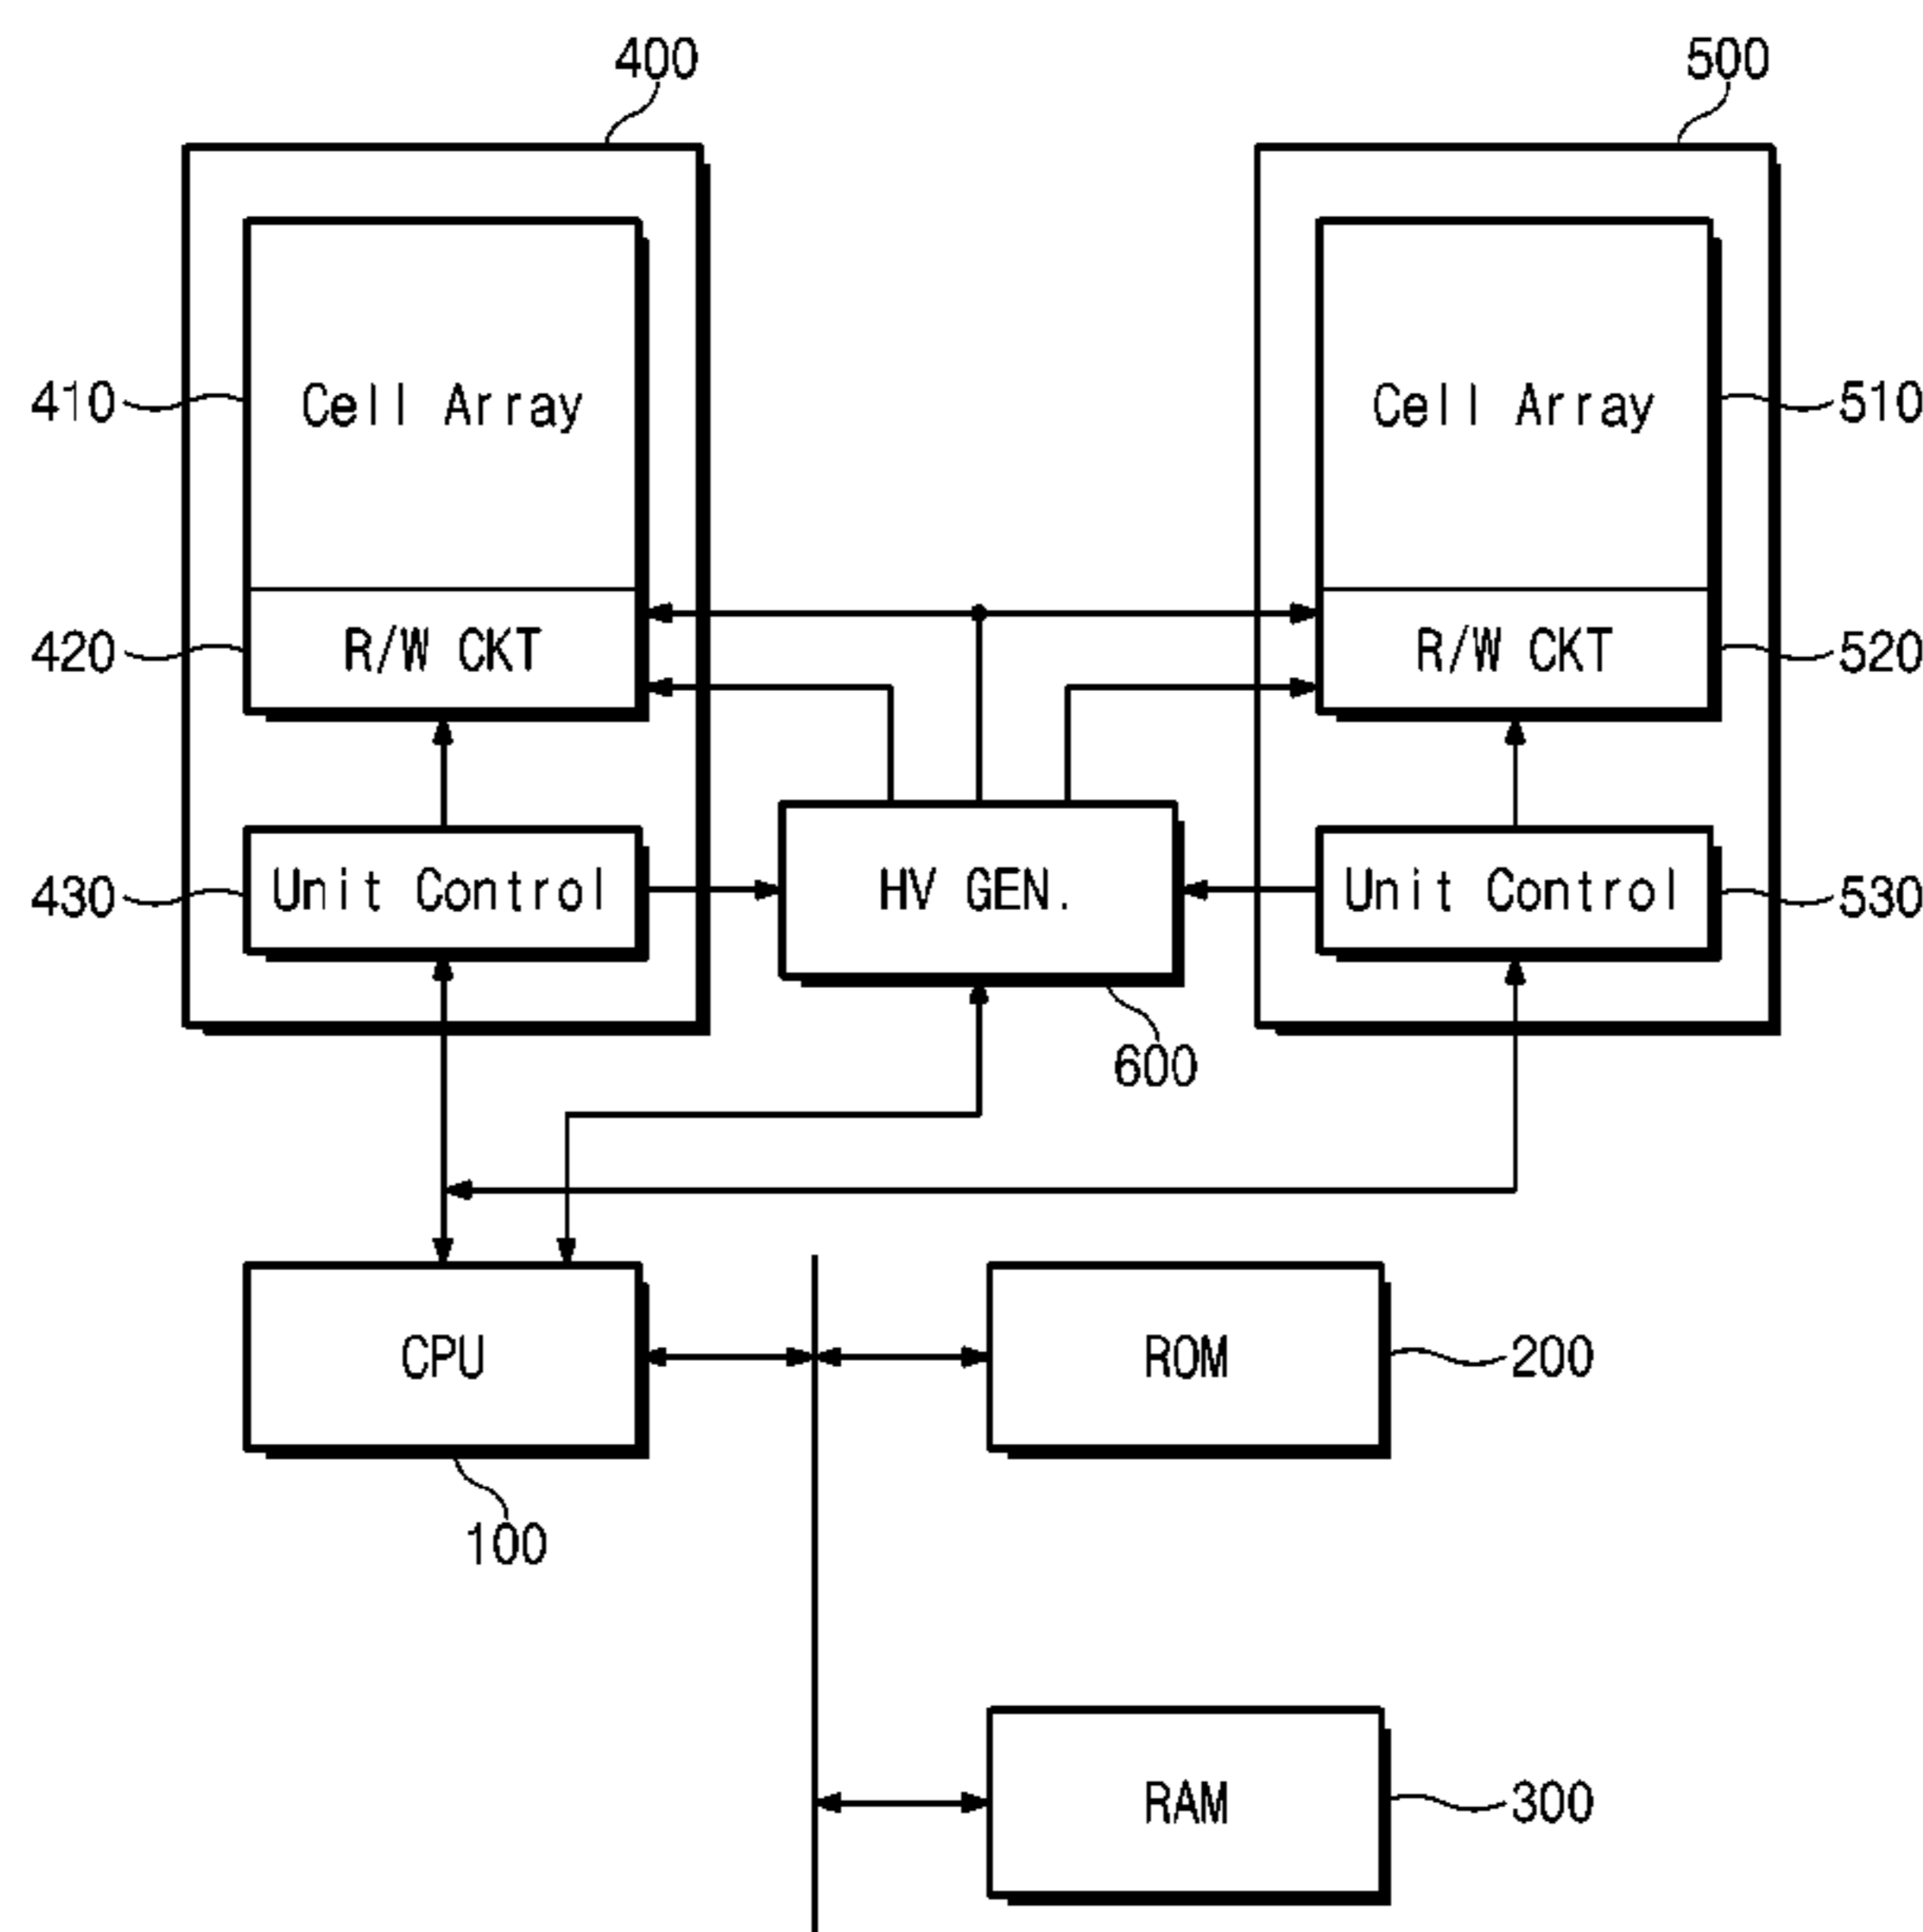 400
500
410
Cell Array
Cell Array
510
420
R/W CKT
R/W CKT
520
430
Unit Control
HV GEN.
Unit Control
530
600
CPU
ROM
200
100
RAM
300